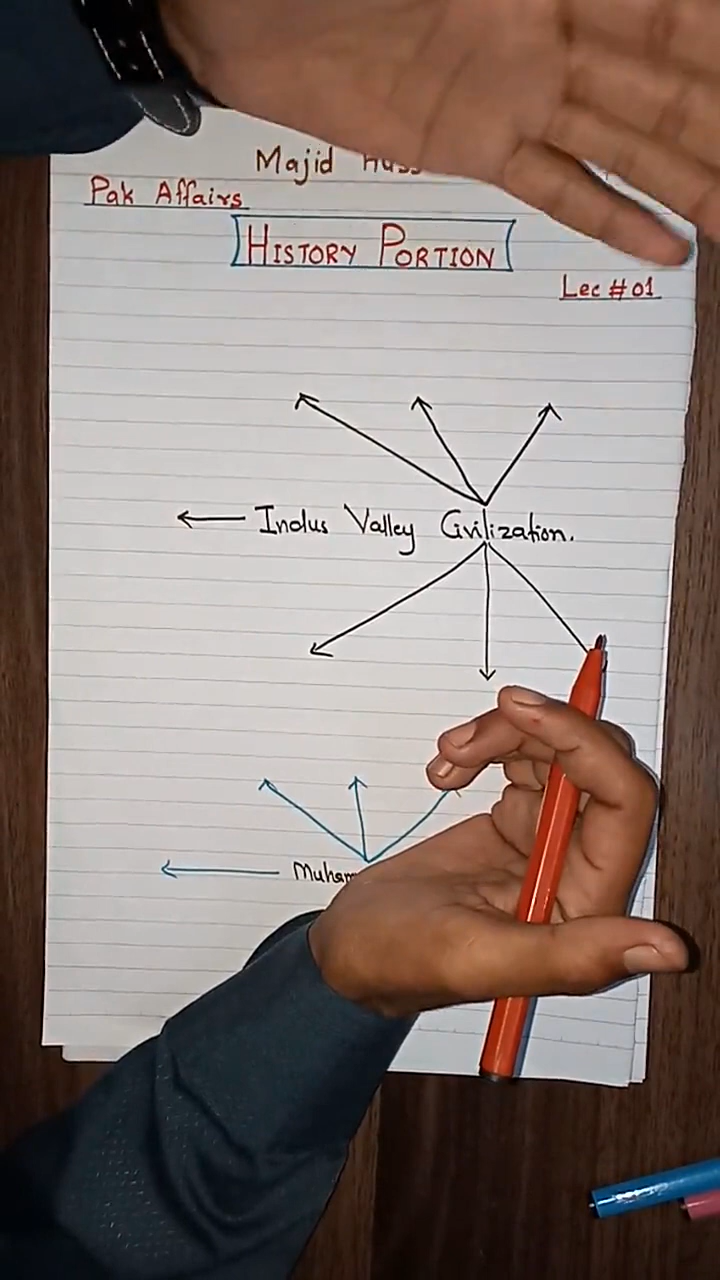 Majid
Pak Affairs
HISTORY PORTION
Lec # 01
Indus Valley Civilization.